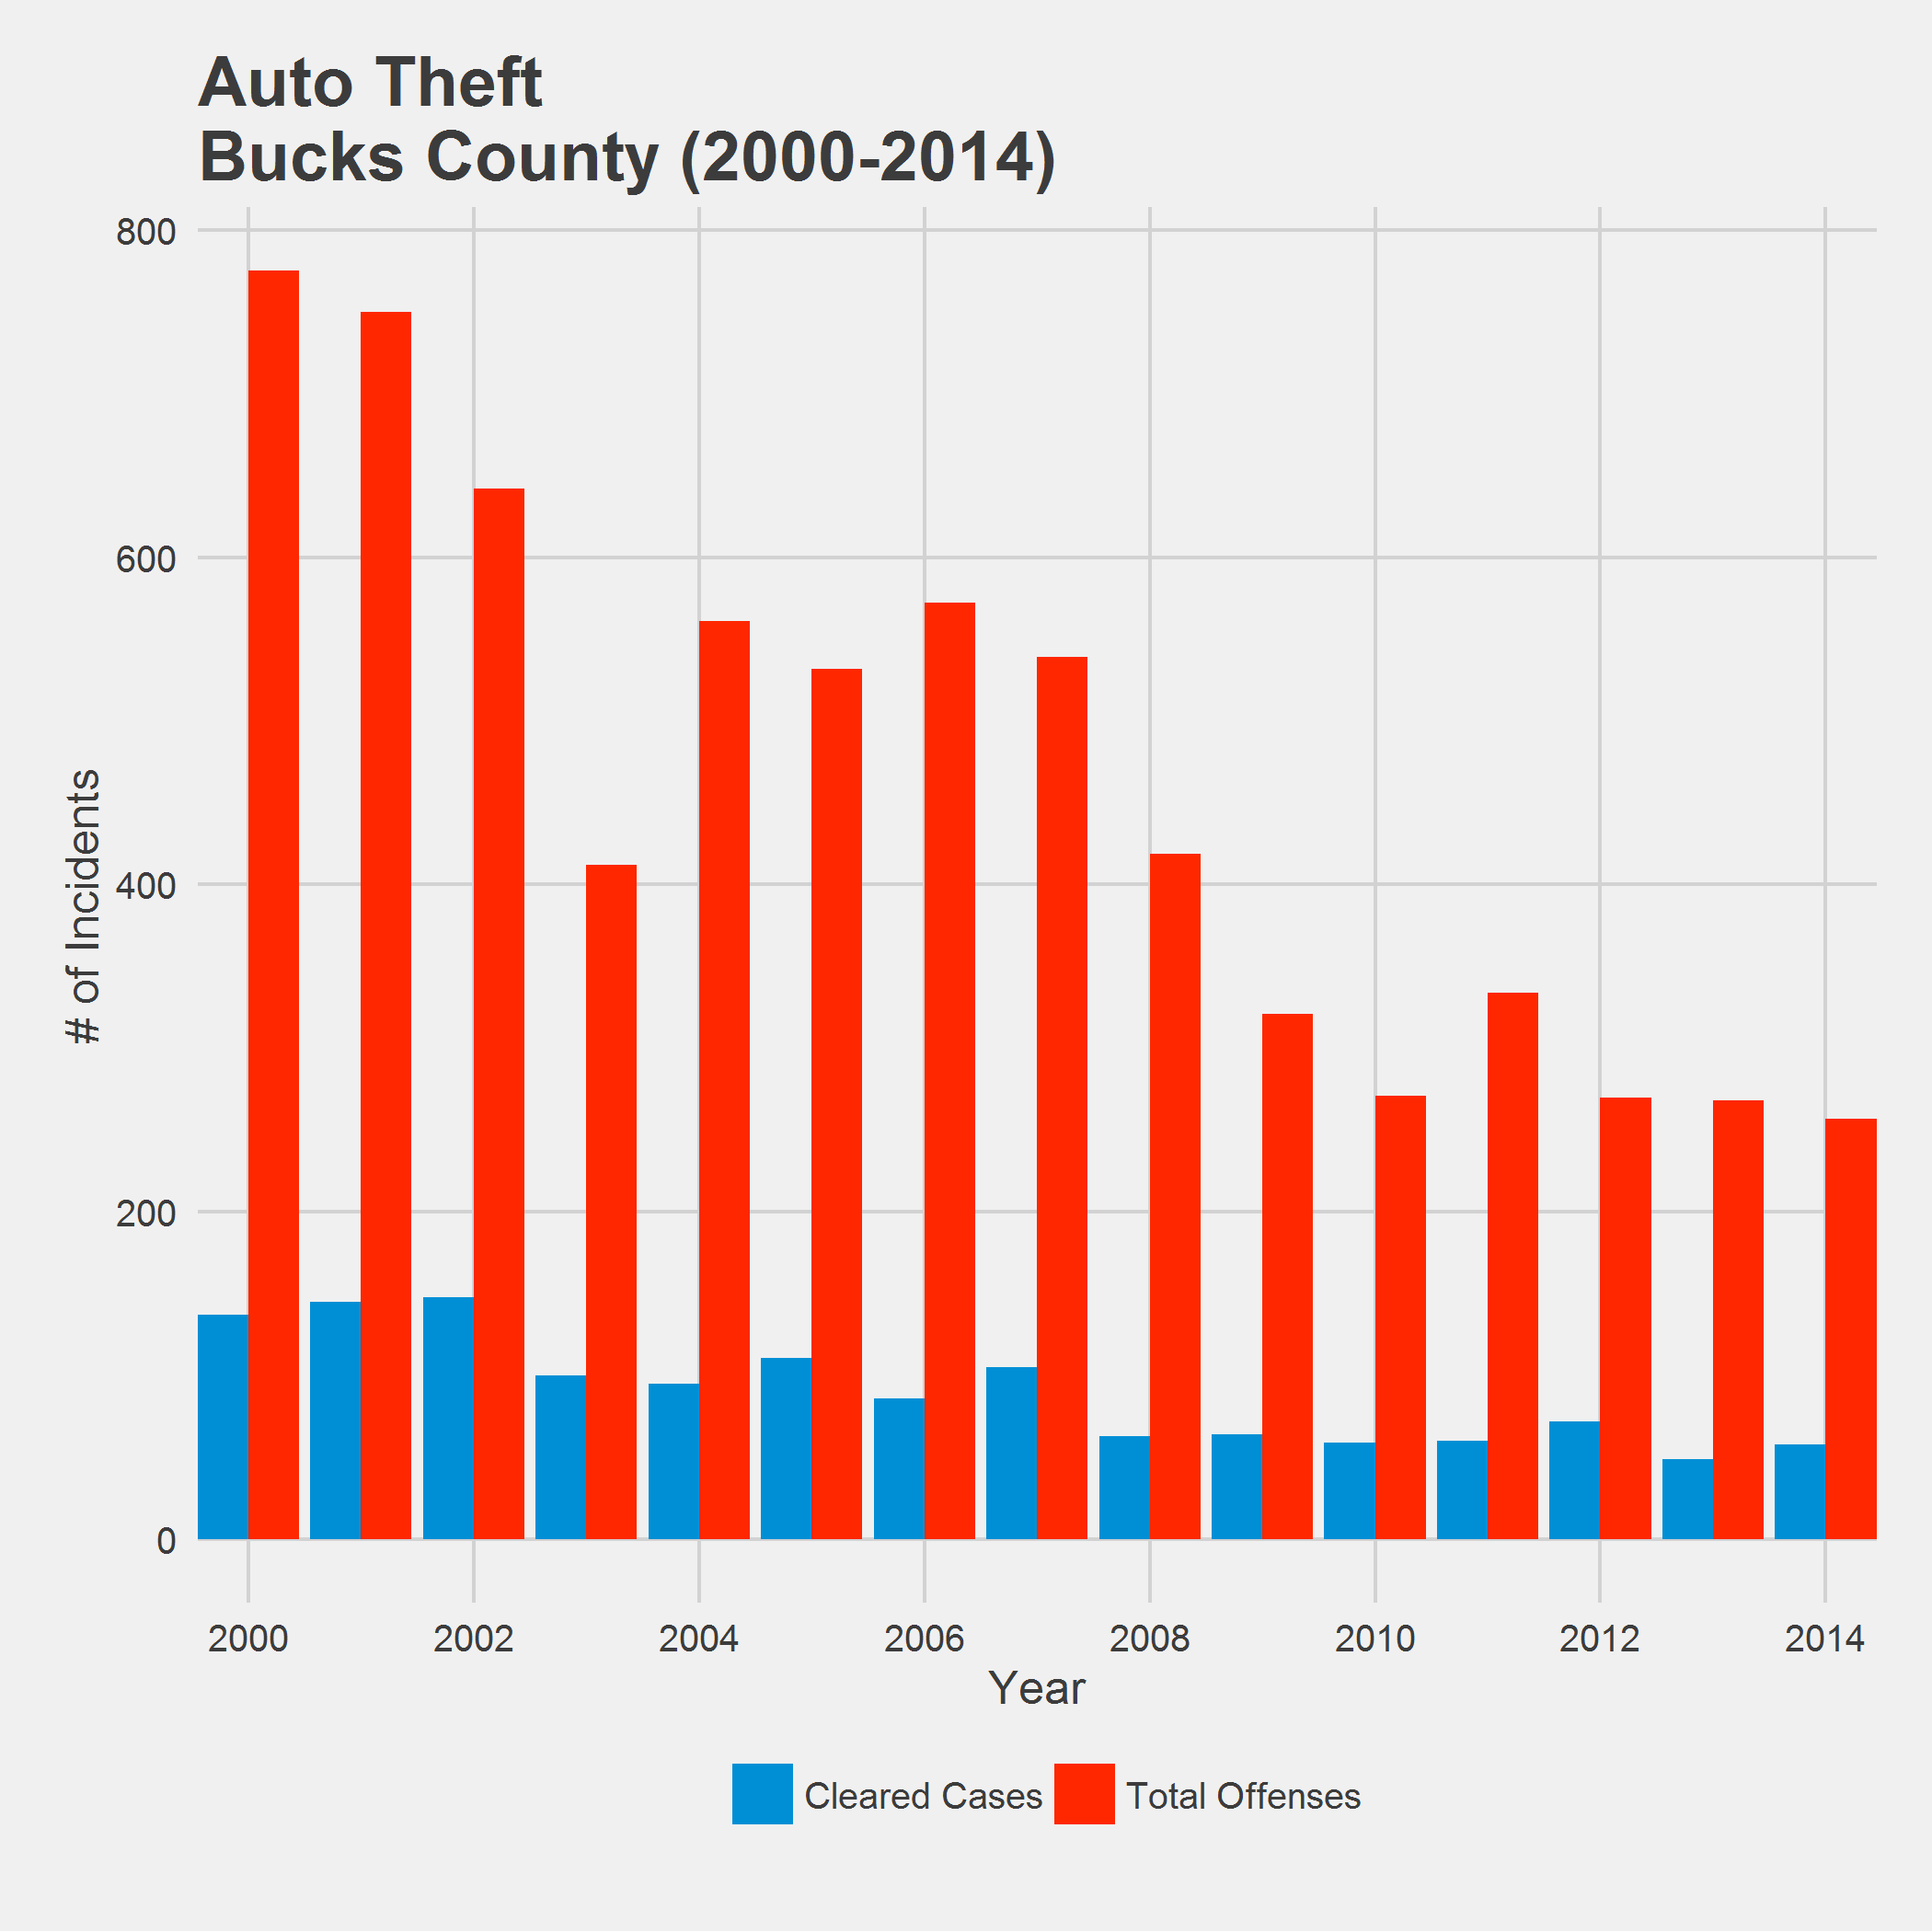 Auto Theft
Bucks County (2000-2014)
800
600
400
200
0
# of Incidents
2000 2002 2004 2006 2008 2010 2012 2014
Year
Cleared Cases Total Offenses